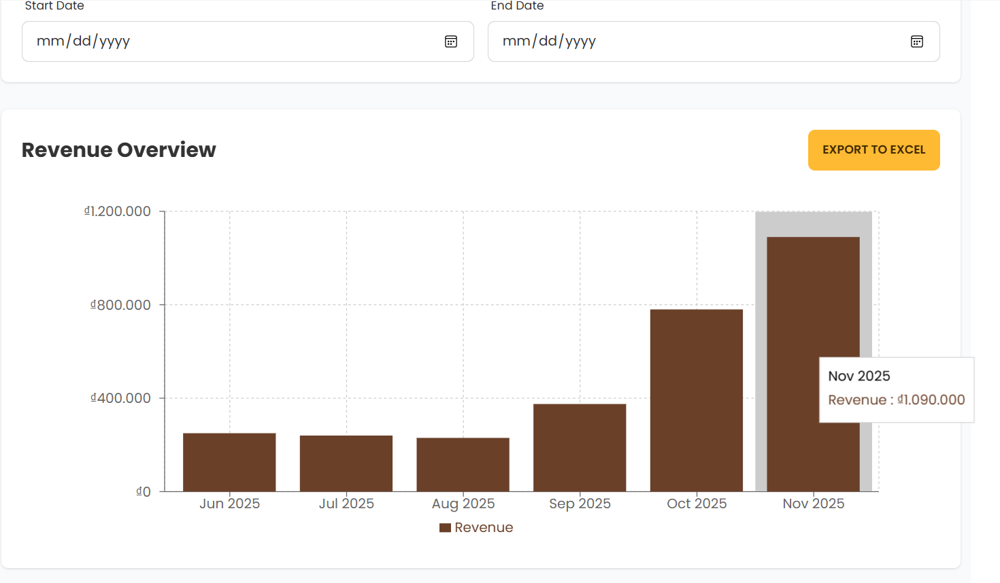 Start Date
End Date
mm/dd/yyyy
mm/dd/yyyy
Revenue Overview
EXPORT TO EXCEL
₫1.200.000
₫800.000
₫400.000
₫0
Nov 2025
Revenue : ₫1.090.000
Jun 2025
Jul 2025
Aug 2025
Sep 2025
Oct 2025
Nov 2025
Revenue